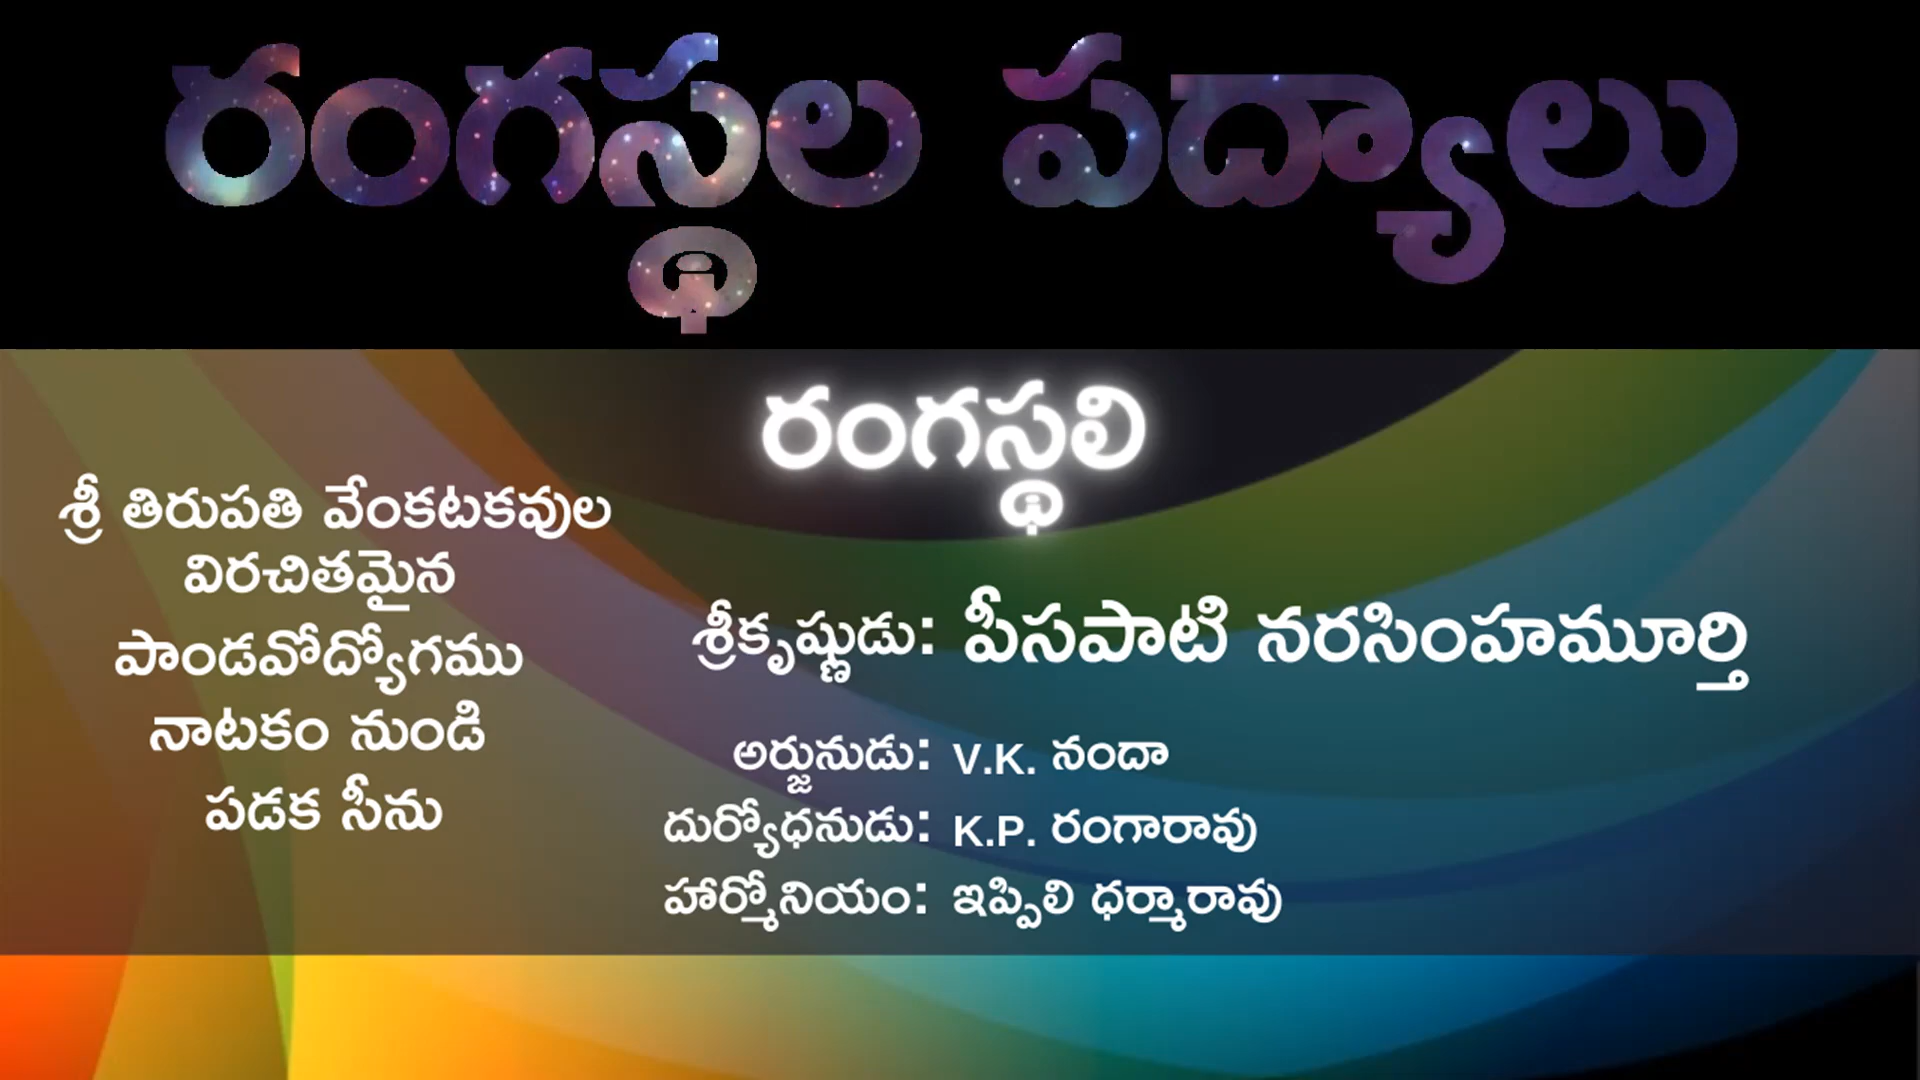 రంగస్థల పద్యాలు
రంగస్థలి
శ్రీ తిరుపతి వేంకటకవుల
విరచితమైన
పాండవోద్యోగము
నాటకం నుండి
పడక సీను
శ్రీకృష్ణుడు: పీసపాటి నరసింహమూర్తి
అర్జునుడు: V.K. నందా
దుర్యోధనుడు: K.P. రంగారావు
హార్మోనియం: ఇప్పిలి ధర్మారావు